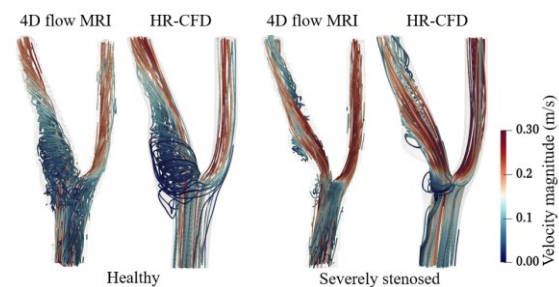 4D flow MRI
HR-CFD
4D flow MRI
HR-CFD
0.30
0.2
0.1
0.00
Velocity magnitude (m/s)
Healthy
Severely stenosed